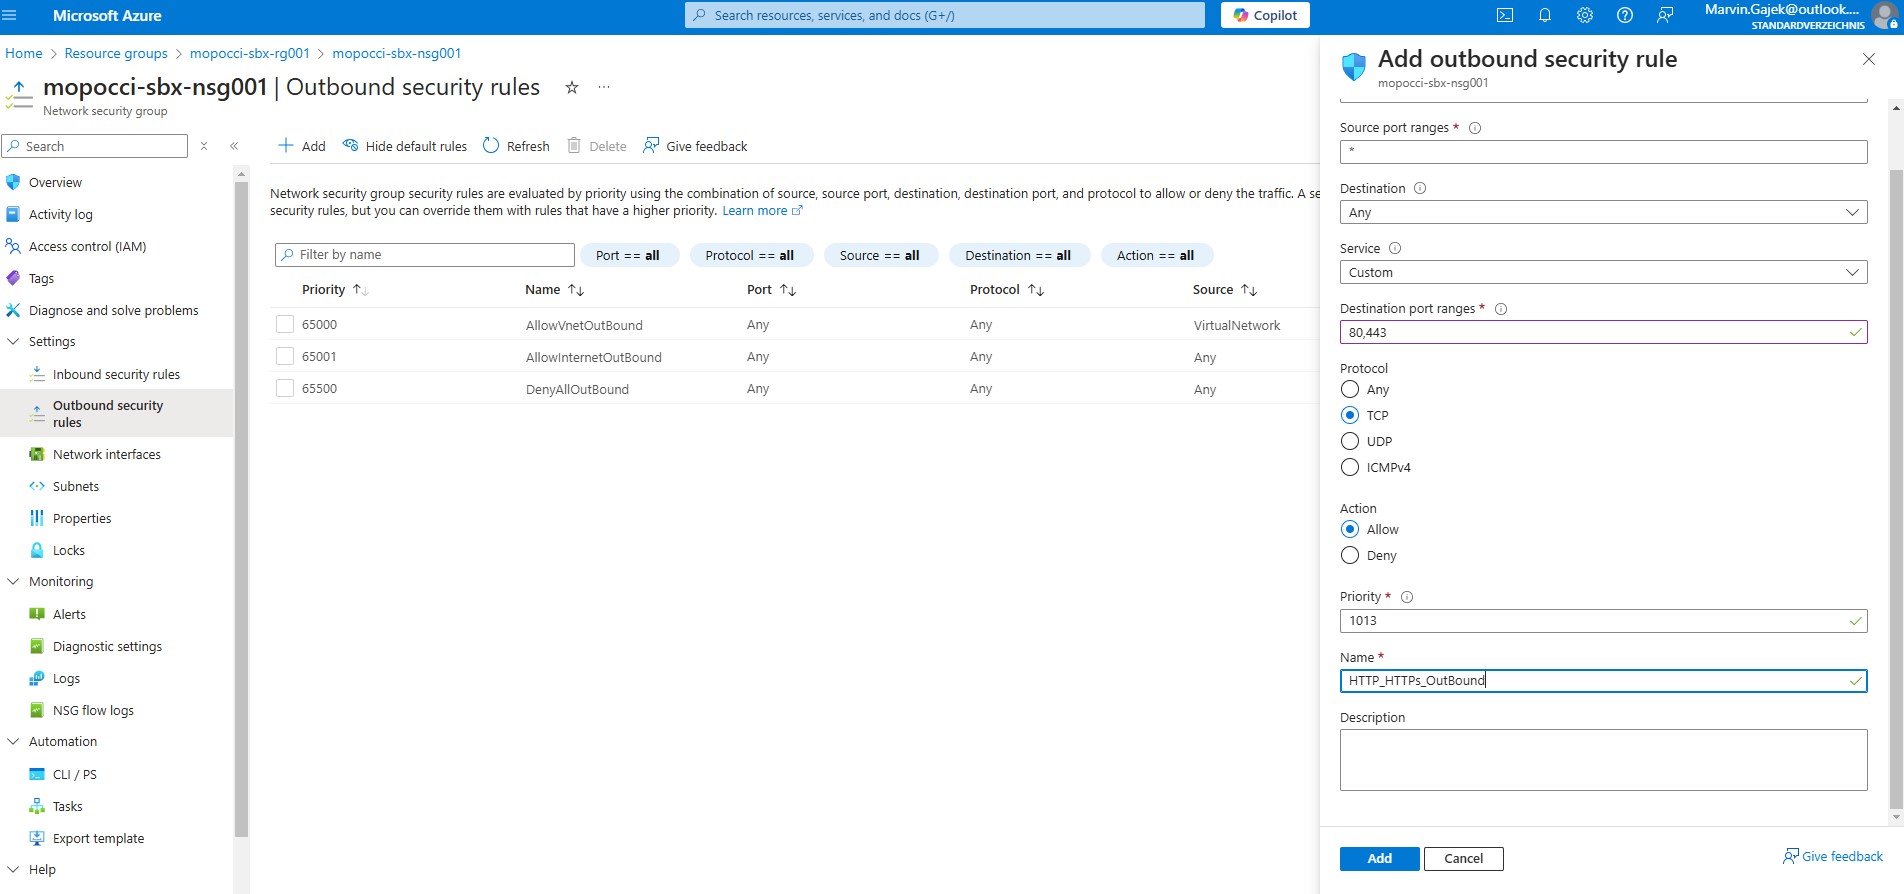 Microsoft Azure
Search resources, services, and docs (G+/)
Copilot
Marvin.Gajek@outlook....
STANDARDVERZEICHNIS
Home > Resource groups > mopocci-sbx-rg001 > mopocci-sbx-nsg001
mopocci-sbx-nsg001 | Outbound security rules
Network security group
Search
Overview
Activity log
Access control (IAM)
Tags
Diagnose and solve problems
Settings
Inbound security rules
Outbound security
rules
Network interfaces
Subnets
Properties
Locks
Monitoring
Alerts
Diagnostic settings
Logs
NSG flow logs
Automation
CLI / PS
Tasks
Export template
Help
Add Hide default rules Refresh Delete Give feedback
Network security group security rules are evaluated by priority using the combination of source, source port, destination, destination port, and protocol to allow or deny the traffic. A se
security rules, but you can override them with rules that have a higher priority. Learn more
Filter by name Port == all Protocol == all Source == all Destination == all Action == all
Priority Name Port Protocol Source
65000 AllowVnetOutBound Any Any VirtualNetwork
65001 AllowInternetOutBound Any Any Any
65500 DenyAllOutBound Any Any Any
Add outbound security rule
mopocci-sbx-nsg001
Source port ranges *
*
Destination
Any
Service
Custom
Destination port ranges *
80,443
Protocol
Any
TCP
UDP
ICMPv4
Action
Allow
Deny
Priority *
1013
Name *
HTTP_HTTPs_OutBound
Description
Add Cancel Give feedback